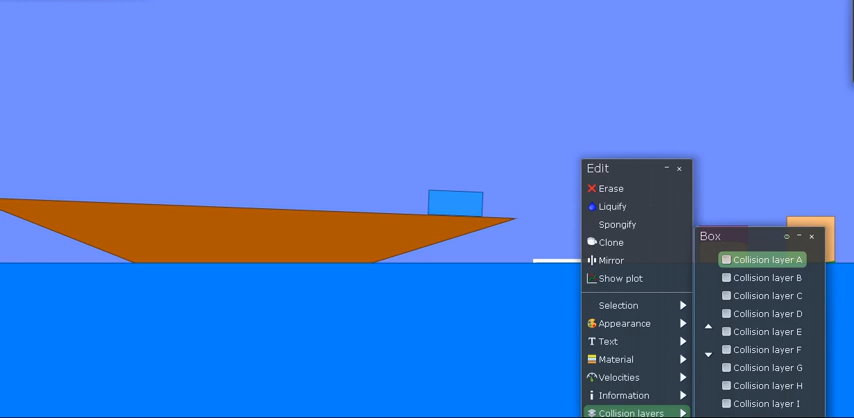 Edit
Erase
Liquify
Spongify
Clone
Mirror
Show plot
Selection
Appearance
Text
Material
Velocities
Information
Collision layers
Box
Collision layer A
Collision layer B
Collision layer C
Collision layer D
Collision layer E
Collision layer F
Collision layer G
Collision layer H
Collision layer I